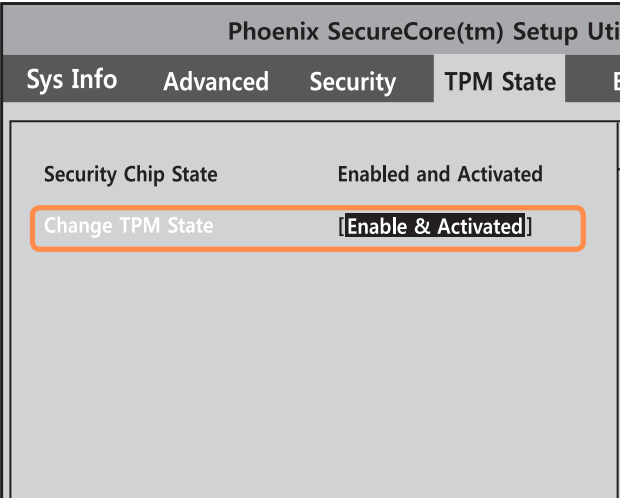 Phoenix SecureCore(tm) Setup Uti
Sys Info Advanced Security TPM State
Security Chip State Enabled and Activated
Change TPM State [Enable & Activated]